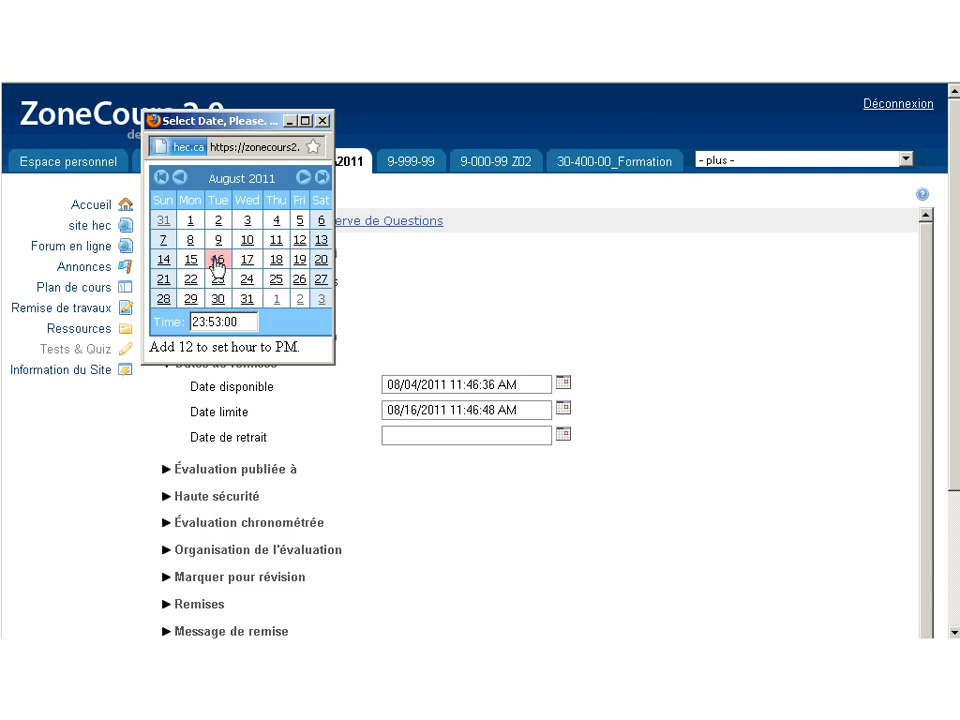 ZoneCours 2.0
Déconnexion
de
Select Date, Please. ...
hec.ca https://zonecours2.
Espace personnel
2011
9-999-99
9-000-99 Z02
30-400-00_Formation
- plus -
August 2011
Sun Mon Tue Wed Thu Fri Sat
31 1 2 3 4 5 6
7 8 9 10 11 12 13
14 15 16 17 18 19 20
21 22 23 24 25 26 27
28 29 30 31 1 2 3
Time: 23:53:00
Add 12 to set hour to PM.
Accueil
site hec
Forum en ligne
Annonces
Plan de cours
Remise de travaux
Ressources
Tests & Quiz
Information du Site
erve de Questions
Date disponible 08/04/2011 11:46:36 AM
Date limite 08/16/2011 11:46:48 AM
Date de retrait
Évaluation publiée à
Haute sécurité
Évaluation chronométrée
Organisation de l'évaluation
Marquer pour révision
Remises
Message de remise